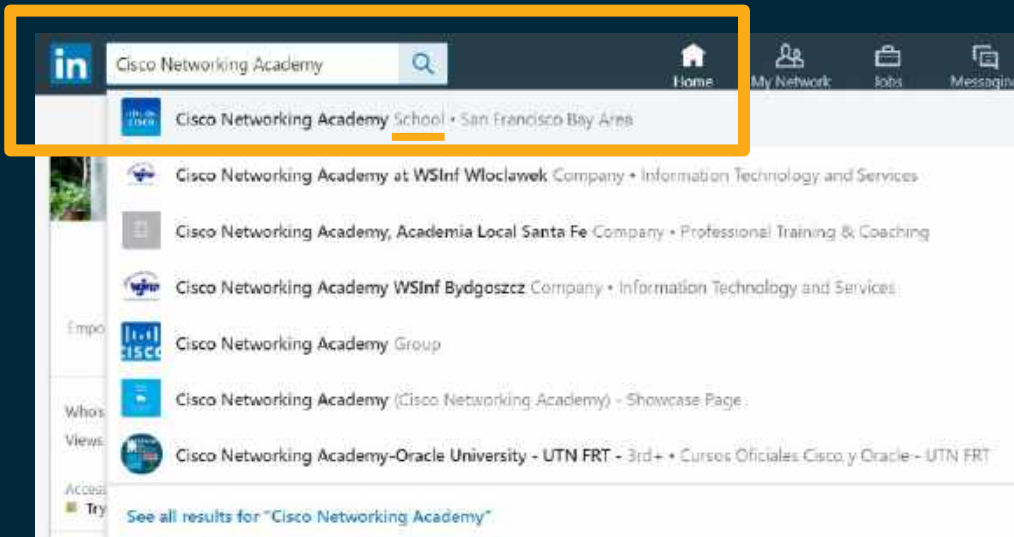 in Cisco Networking Academy
Home My Network Jobs Messaging
Cisco Networking Academy School • San Francisco Bay Area
Cisco Networking Academy at WSInf Wloclawek Company • Information Technology and Services
Cisco Networking Academy, Academia Local Santa Fe Company • Professional Training & Coaching
Cisco Networking Academy WSInf Bydgoszcz Company • Information Technology and Services
Empo
CISCO
Cisco Networking Academy Group
Who's
Cisco Networking Academy (Cisco Networking Academy) - Showcase Page
Views
Cisco Networking Academy-Oracle University - UTN FRT - 3rd+ • Cursos Oficiales Cisco y Oracle - UTN FRT
Access
Try
See all results for "Cisco Networking Academy"